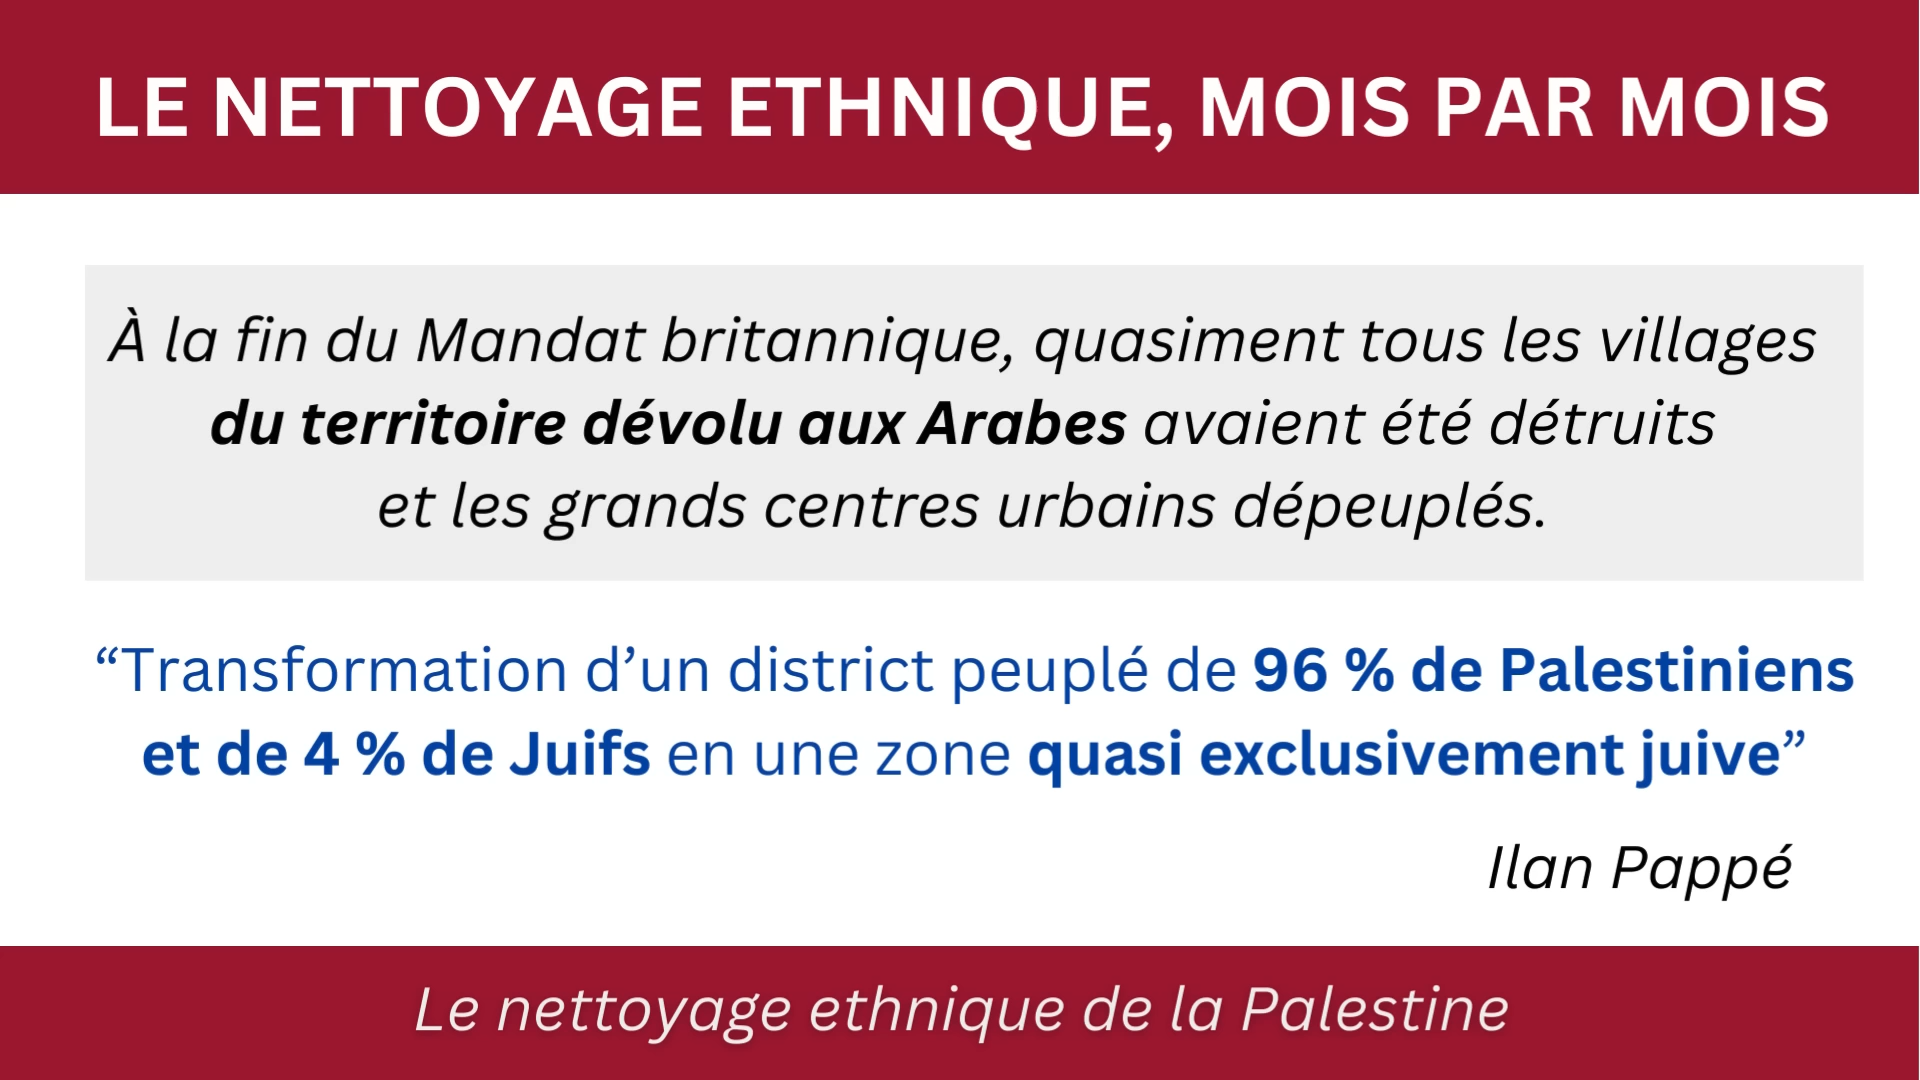 LE NETTOYAGE ETHNIQUE, MOIS PAR MOIS
À la fin du Mandat britannique, quasiment tous les villages
du territoire dévolu aux Arabes avaient été détruits
et les grands centres urbains dépeuplés.
“Transformation d’un district peuplé de 96 % de Palestiniens
et de 4 % de Juifs en une zone quasi exclusivement juive”
Ilan Pappé
Le nettoyage ethnique de la Palestine